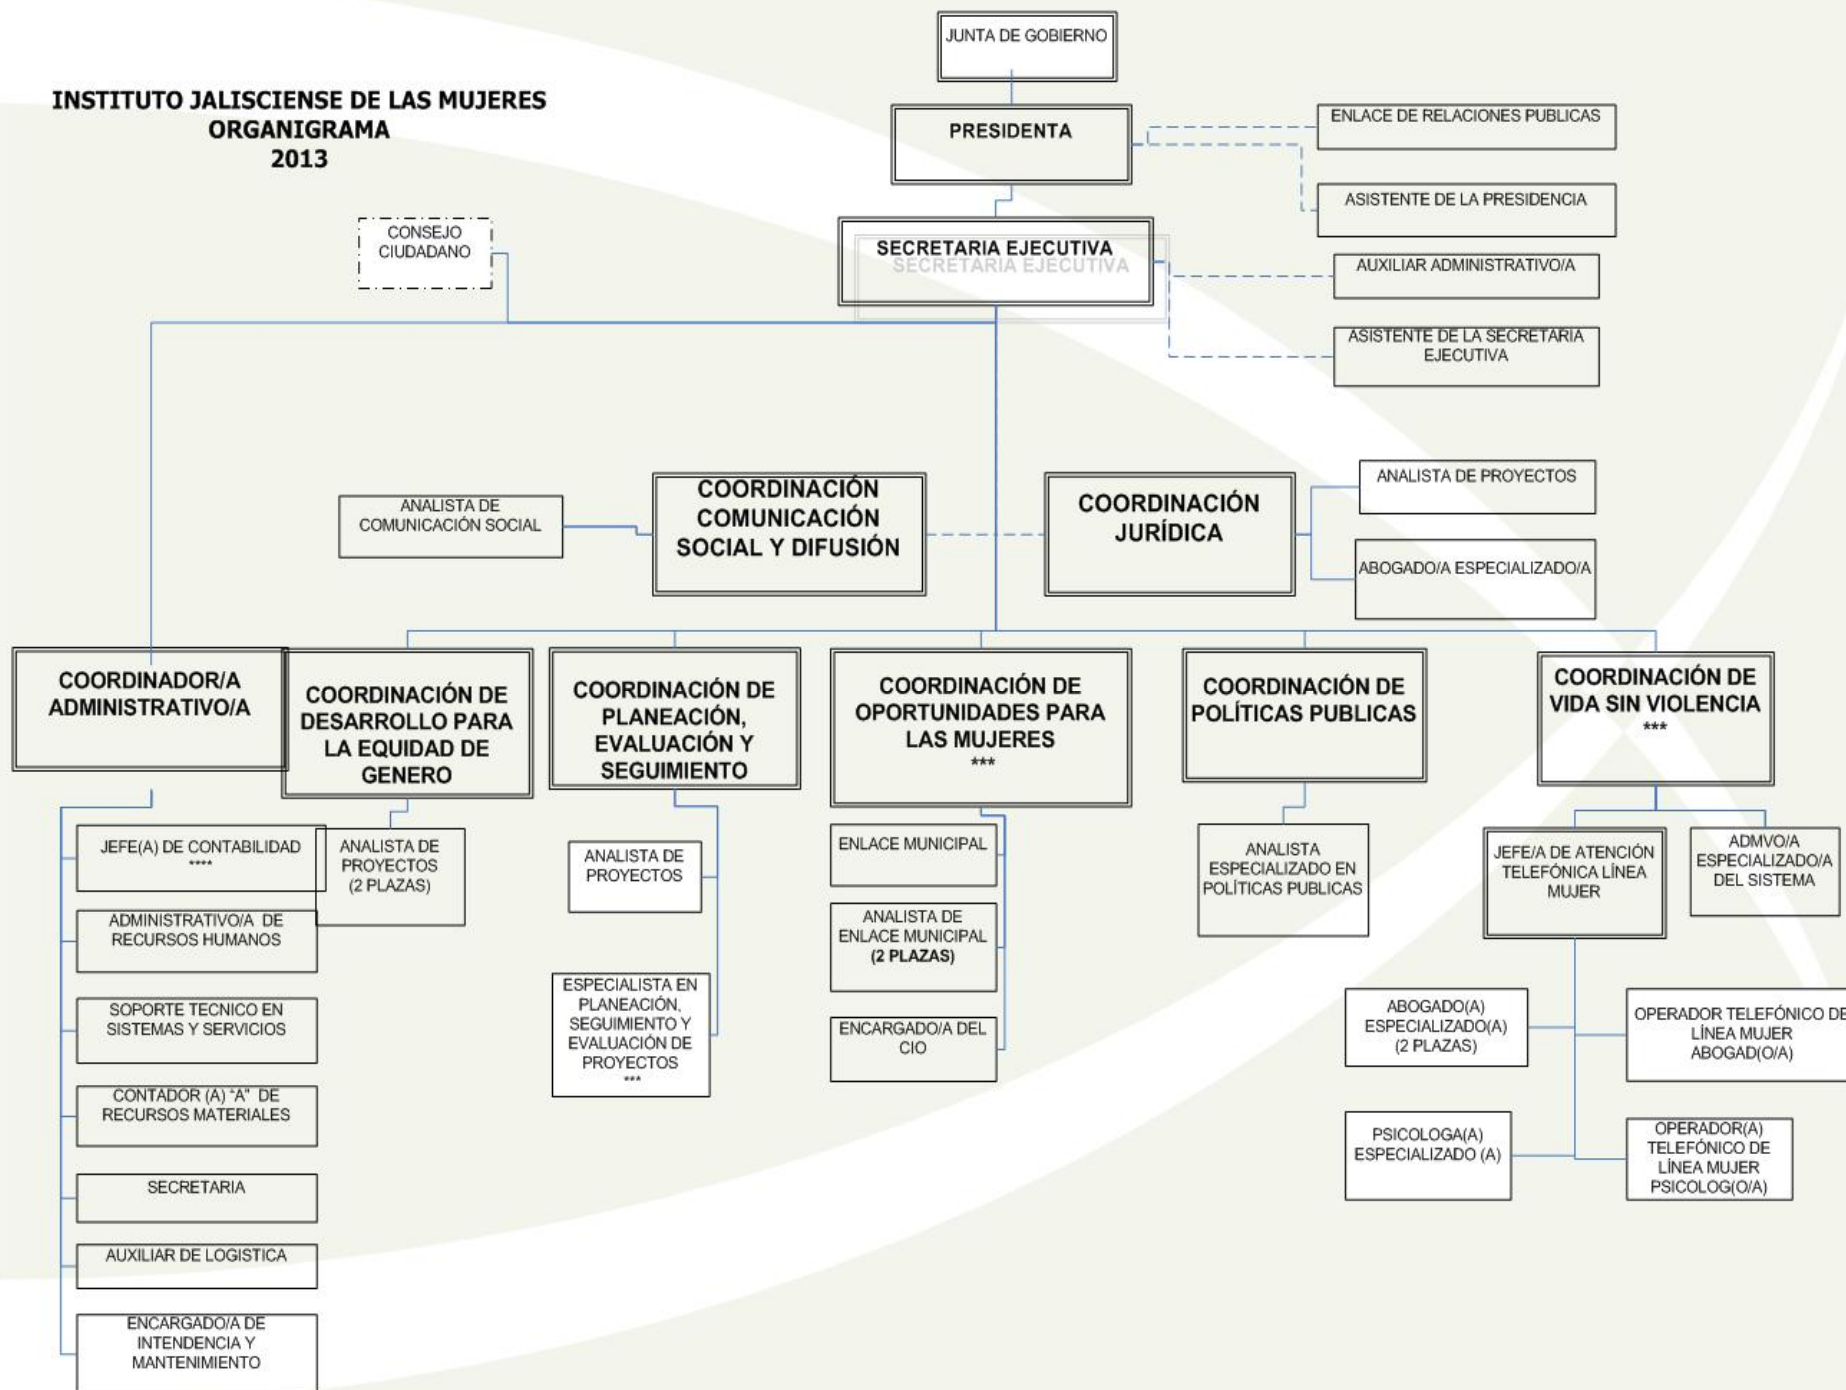 INSTITUTO JALISCIENSE DE LAS MUJERES
ORGANIGRAMA
2013
JUNTA DE GOBIERNO
PRESIDENTA
ENLACE DE RELACIONES PUBLICAS
ASISTENTE DE LA PRESIDENCIA
CONSEJO
CIUDADANO
SECRETARIA EJECUTIVA
SECRETARIA EJECUTIVA
AUXILIAR ADMINISTRATIVO/A
ASISTENTE DE LA SECRETARIA
EJECUTIVA
ANALISTA DE
COMUNICACIÓN SOCIAL
COORDINACIÓN
COMUNICACIÓN
SOCIAL Y DIFUSIÓN
COORDINACIÓN
JURÍDICA
ANALISTA DE PROYECTOS
ABOGADO/A ESPECIALIZADO/A
COORDINADOR/A
ADMINISTRATIVO/A
COORDINACIÓN DE
DESARROLLO PARA
LA EQUIDAD DE
GENERO
COORDINACIÓN DE
PLANEACIÓN,
EVALUACIÓN Y
SEGUIMIENTO
COORDINACIÓN DE
OPORTUNIDADES PARA
LAS MUJERES
***
COORDINACIÓN DE
POLÍTICAS PUBLICAS
COORDINACIÓN DE
VIDA SIN VIOLENCIA
***
JEFE(A) DE CONTABILIDAD
****
ADMINISTRATIVO/A DE
RECURSOS HUMANOS
SOPORTE TECNICO EN
SISTEMAS Y SERVICIOS
CONTADOR (A) "A" DE
RECURSOS MATERIALES
SECRETARIA
AUXILIAR DE LOGISTICA
ENCARGADO/A DE
INTENDENCIA Y
MANTENIMIENTO
ANALISTA DE
PROYECTOS
(2 PLAZAS)
ANALISTA DE
PROYECTOS
ESPECIALISTA EN
PLANEACIÓN,
SEGUIMIENTO Y
EVALUACIÓN DE
PROYECTOS
***
ENLACE MUNICIPAL
ANALISTA DE
ENLACE MUNICIPAL
(2 PLAZAS)
ENCARGADO/A DEL
CIO
ANALISTA
ESPECIALIZADO EN
POLÍTICAS PUBLICAS
JEFE/A DE ATENCIÓN
TELEFÓNICA LÍNEA
MUJER
ADMVO/A
ESPECIALIZADO/A
DEL SISTEMA
ABOGADO(A)
ESPECIALIZADO(A)
(2 PLAZAS)
OPERADOR TELEFÓNICO DE
LÍNEA MUJER
ABOGAD(O/A)
PSICOLOGA(A)
ESPECIALIZADO (A)
OPERADOR(A)
TELEFÓNICO DE
LÍNEA MUJER
PSICOLOG(O/A)